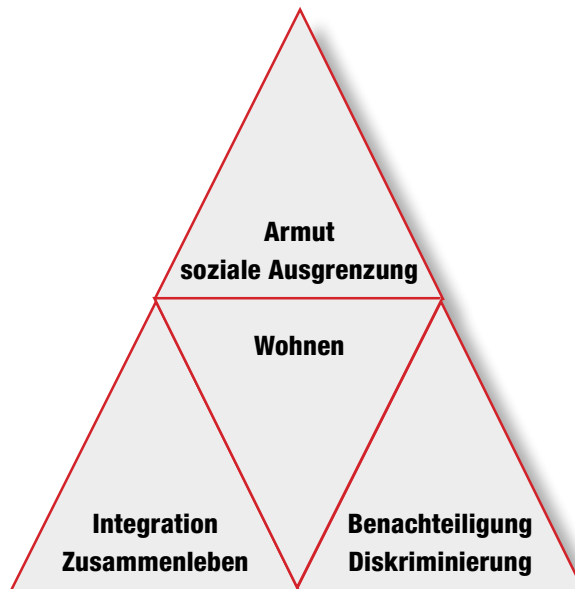 Armut
soziale Ausgrenzung
Wohnen
Integration
Zusammenleben
Benachteiligung
Diskriminierung